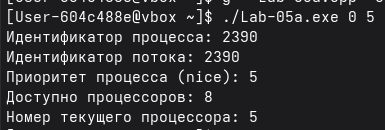 [User-604c488e@vbox ~]$ ./Lab-05a.exe 0 5
Идентификатор процесса: 2390
Идентификатор потока: 2390
Приоритет процесса (nice): 5
Доступно процессоров: 8
Номер текущего процессора: 5